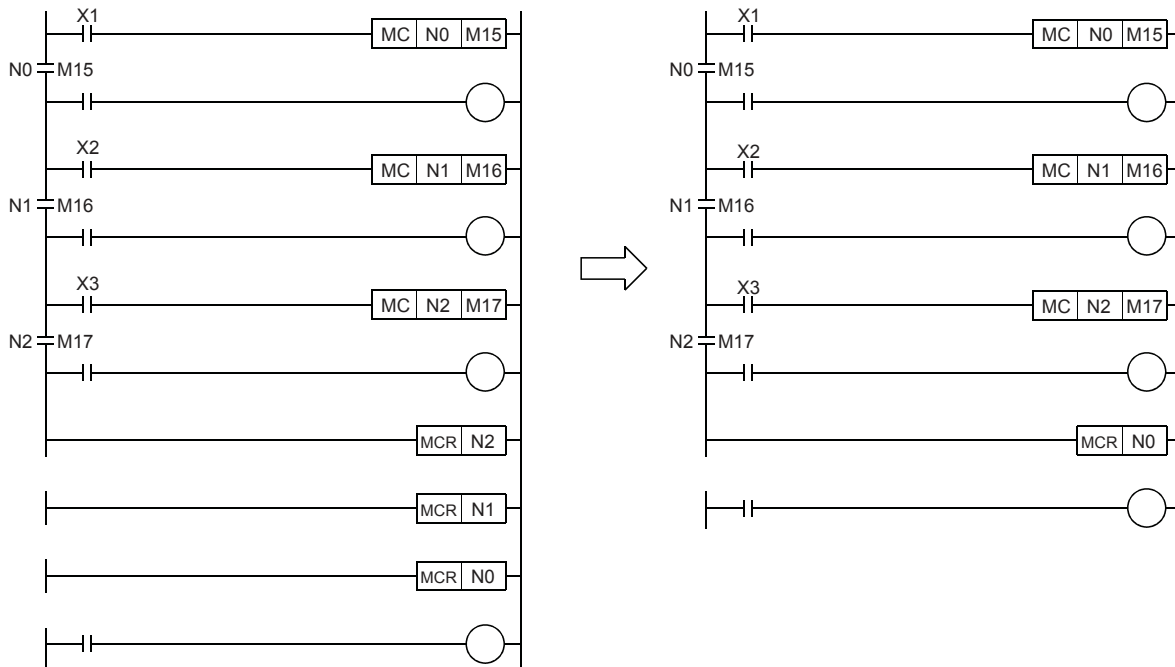 X1
MC N0 M15
N0 M15
X2
MC N1 M16
N1 M16
X3
MC N2 M17
N2 M17
MCR N2
MCR N1
MCR N0
X1
MC N0 M15
N0 M15
X2
MC N1 M16
N1 M16
X3
MC N2 M17
N2 M17
MCR N0